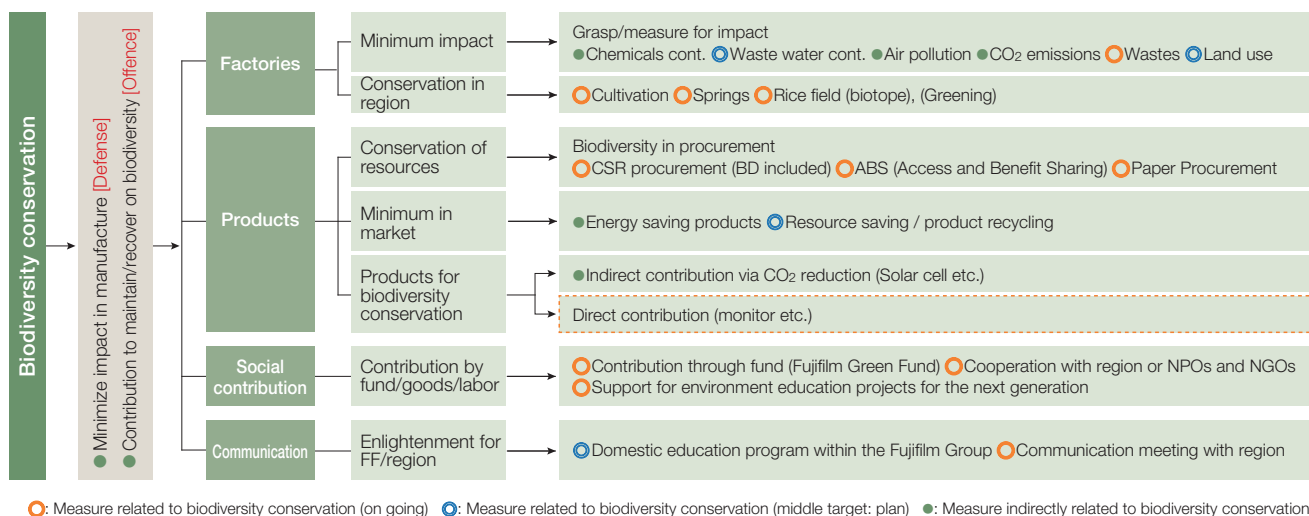 Biodiversity conservation
● Minimize impact in manufacture [Defense]
● Contribution to maintain/recover on biodiversity [Offence]
Factories
Minimum impact
Grasp/measure for impact
●Chemicals cont. ◎Waste water cont. ●Air pollution ●CO₂ emissions ○Wastes ◎Land use
Conservation in
region
○Cultivation ○Springs ○Rice field (biotope), (Greening)
Products
Conservation of
resources
Biodiversity in procurement
○CSR procurement (BD included) ○ABS (Access and Benefit Sharing) ○Paper Procurement
Minimum in
market
●Energy saving products ◎Resource saving / product recycling
Products for
biodiversity
conservation
●Indirect contribution via CO₂ reduction (Solar cell etc.)
Direct contribution (monitor etc.)
Social
contribution
Contribution by
fund/goods/labor
○Contribution through fund (Fujifilm Green Fund) ○Cooperation with region or NPOs and NGOs
○Support for environment education projects for the next generation
Communication
Enlightenment for
FF/region
◎Domestic education program within the Fujifilm Group ○Communication meeting with region
○: Measure related to biodiversity conservation (on going) ◎: Measure related to biodiversity conservation (middle target: plan) ●: Measure indirectly related to biodiversity conservation